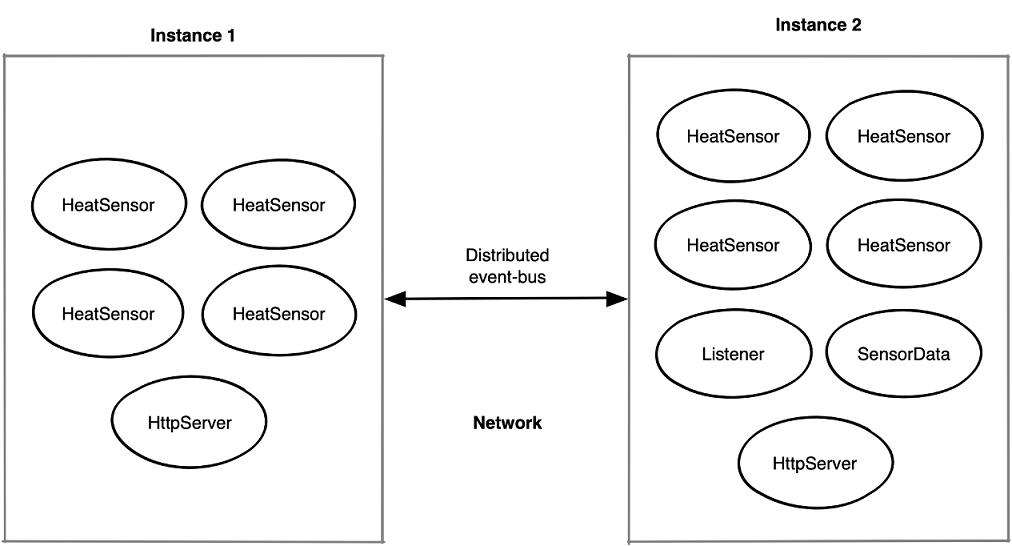 Instance 1
Instance 2
HeatSensor
HeatSensor
HeatSensor
HeatSensor
HttpServer
Distributed
event-bus
Network
HeatSensor
HeatSensor
HeatSensor
HeatSensor
Listener
SensorData
HttpServer